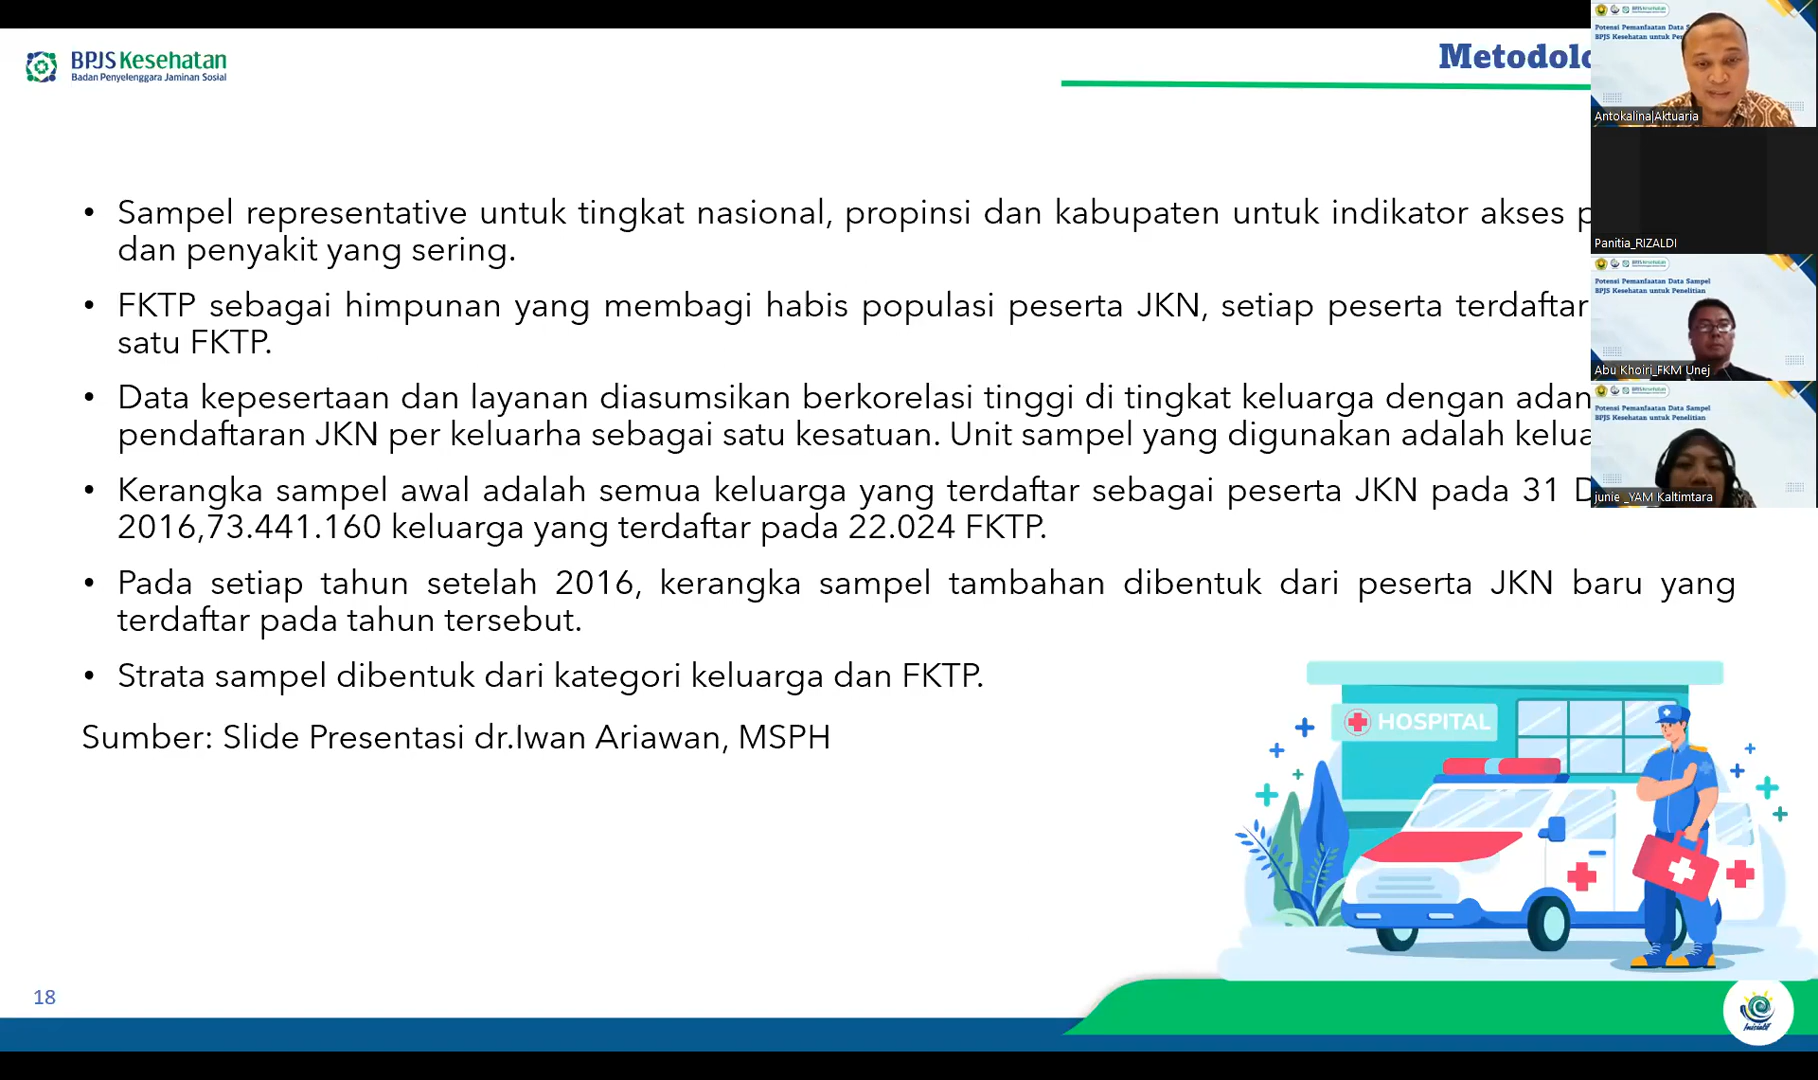 BPJS Kesehatan
Badan Penyelenggara Jaminan Sosial
• Sampel representative untuk tingkat nasional, propinsi dan kabupaten untuk indikator akses
dan penyakit yang sering.
• FKTP sebagai himpunan yang membagi habis populasi peserta JKN, setiap peserta terdaftar
satu FKTP.
• Data kepesertaan dan layanan diasumsikan berkorelasi tinggi di tingkat keluarga dengan
pendaftaran JKN per keluarha sebagai satu kesatuan. Unit sampel yang digunakan adalah
• Kerangka sampel awal adalah semua keluarga yang terdaftar sebagai peserta JKN pada 31
2016,73.441.160 keluarga yang terdaftar pada 22.024 FKTP.
• Pada setiap tahun setelah 2016, kerangka sampel tambahan dibentuk dari peserta JKN baru yang
terdaftar pada tahun tersebut.
• Strata sampel dibentuk dari kategori keluarga dan FKTP.
Sumber: Slide Presentasi dr.Iwan Ariawan, MSPH
HOSPITAL
18
Inisiatif
Potensi Pemanfaatan Data
BPJS Kesehatan untuk
Antokalina|Aktuaria
Panitia_RIZALDI
Potensi Pemanfaatan Data Sampel
BPJS Kesehatan untuk Penelitian
Abu Khoiri_FKM Unej
Potensi Pemanfaatan Data Sampel
BPJS Kesehatan untuk Penelitian
junie _YAM Kaltimtara